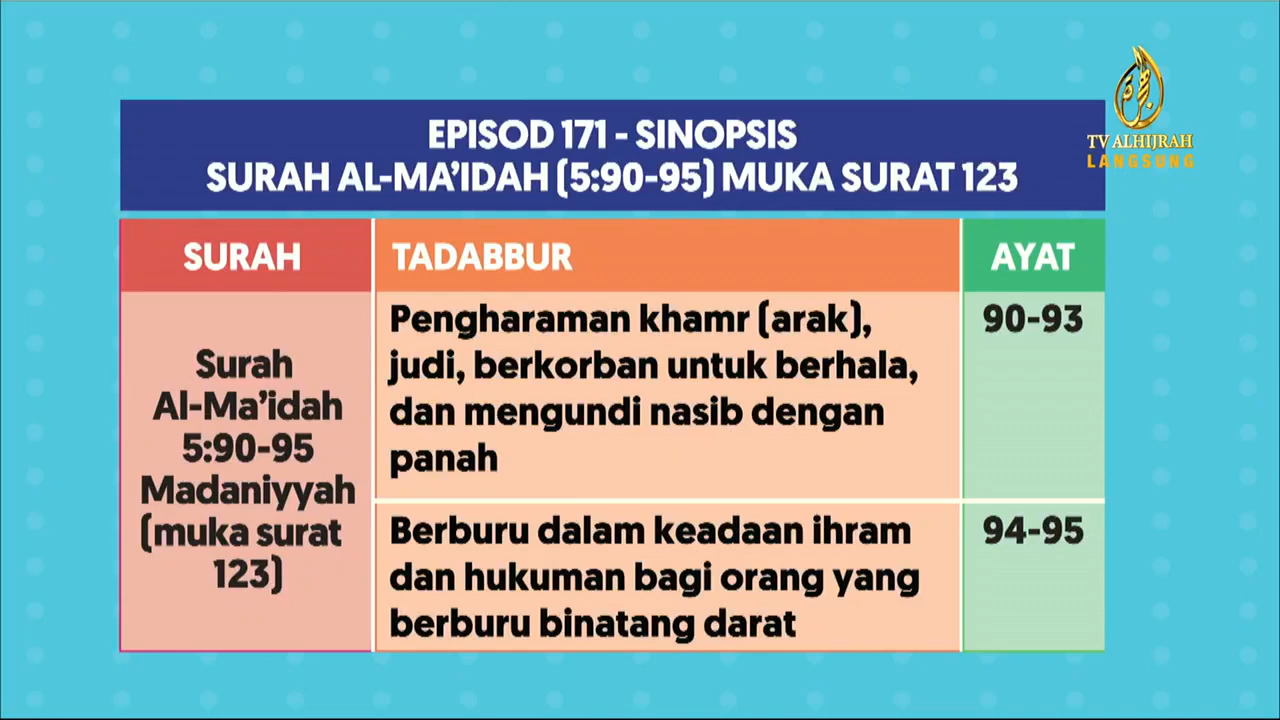 EPISOD 171 - SINOPSIS
SURAH AL-MA'IDAH (5:90-95) MUKA SURAT 123
TV ALHIJRAH
LANGSUNG
SURAH
TADABBUR
AYAT
Surah
Al-Ma'idah
5:90-95
Madaniyyah
(muka surat
123)
Pengharaman khamr (arak),
judi, berkorban untuk berhala,
dan mengundi nasib dengan
panah
90-93
Berburu dalam keadaan ihram
dan hukuman bagi orang yang
berburu binatang darat
94-95